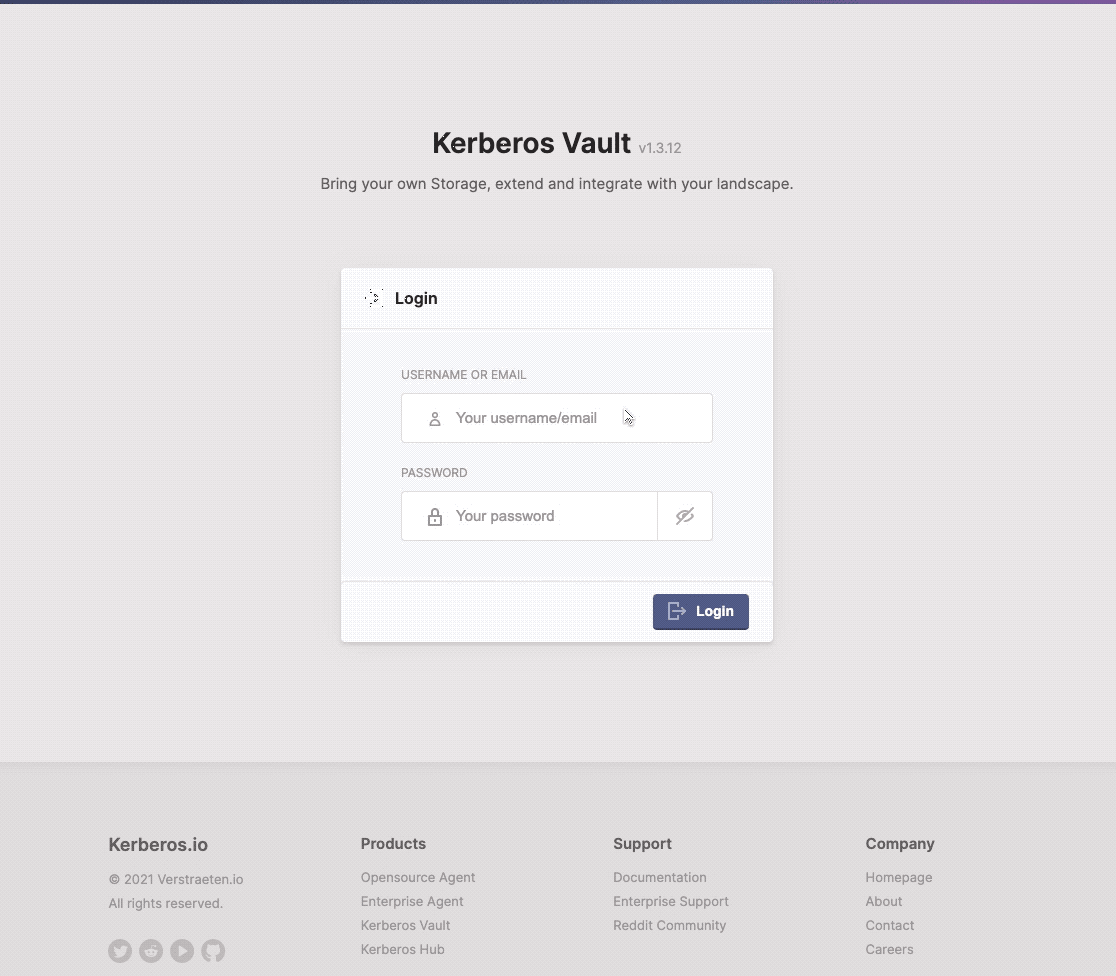 Kerberos Vault v1.3.12
Bring your own Storage, extend and integrate with your landscape.
Login
USERNAME OR EMAIL
Your username/email
PASSWORD
Your password
Login
Kerberos.io
© 2021 Verstraeten.io
All rights reserved.
Products
Opensource Agent
Enterprise Agent
Kerberos Vault
Kerberos Hub
Support
Documentation
Enterprise Support
Reddit Community
Company
Homepage
About
Contact
Careers